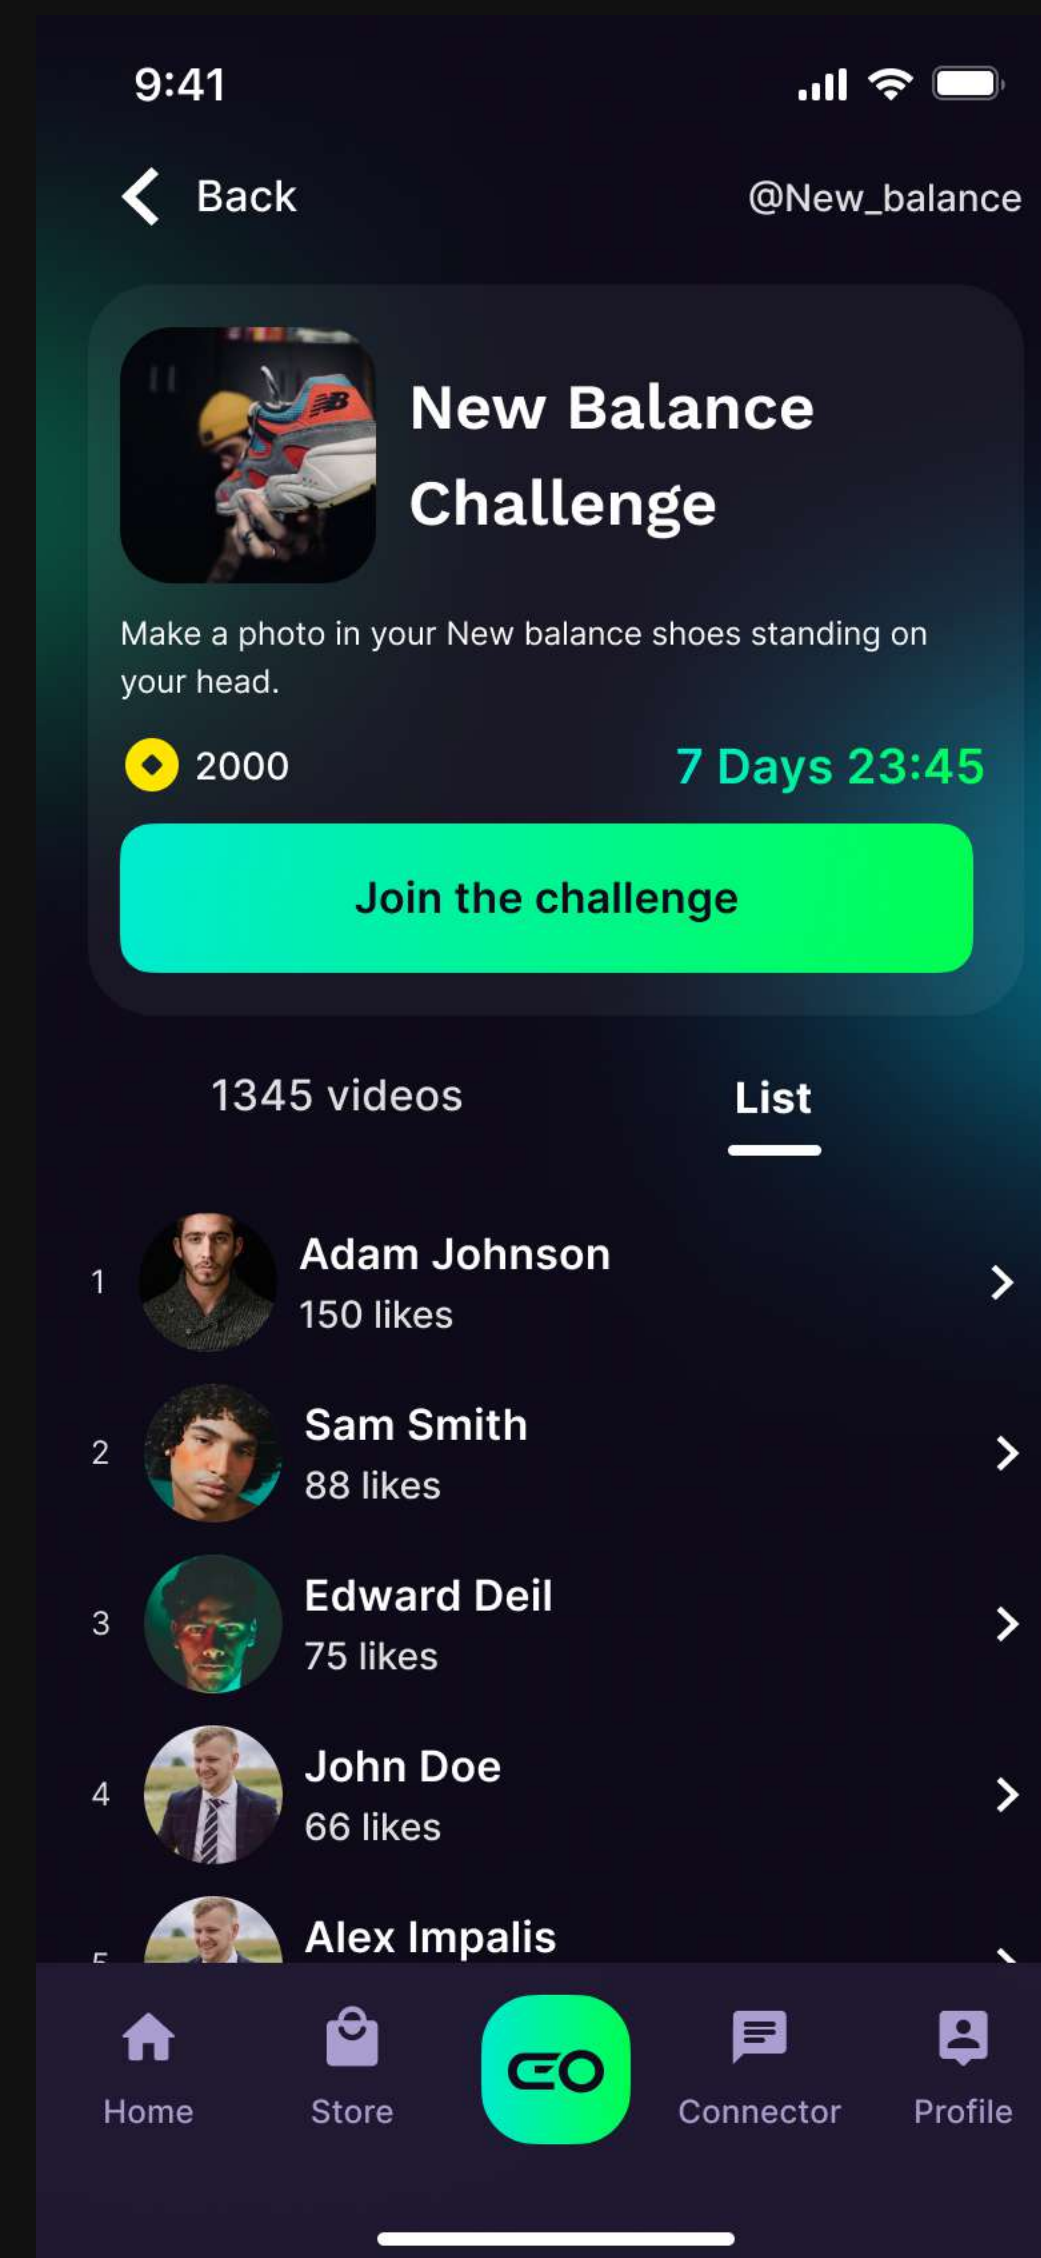 9:41
Back
@New_balance
New Balance
Challenge
Make a photo in your New balance shoes standing on
your head.
2000
7 Days 23:45
Join the challenge
1345 videos
List
1
Adam Johnson
150 likes
2
Sam Smith
88 likes
3
Edward Deil
75 likes
4
John Doe
66 likes
5
Alex Impalis
Home
Store
Connector
Profile